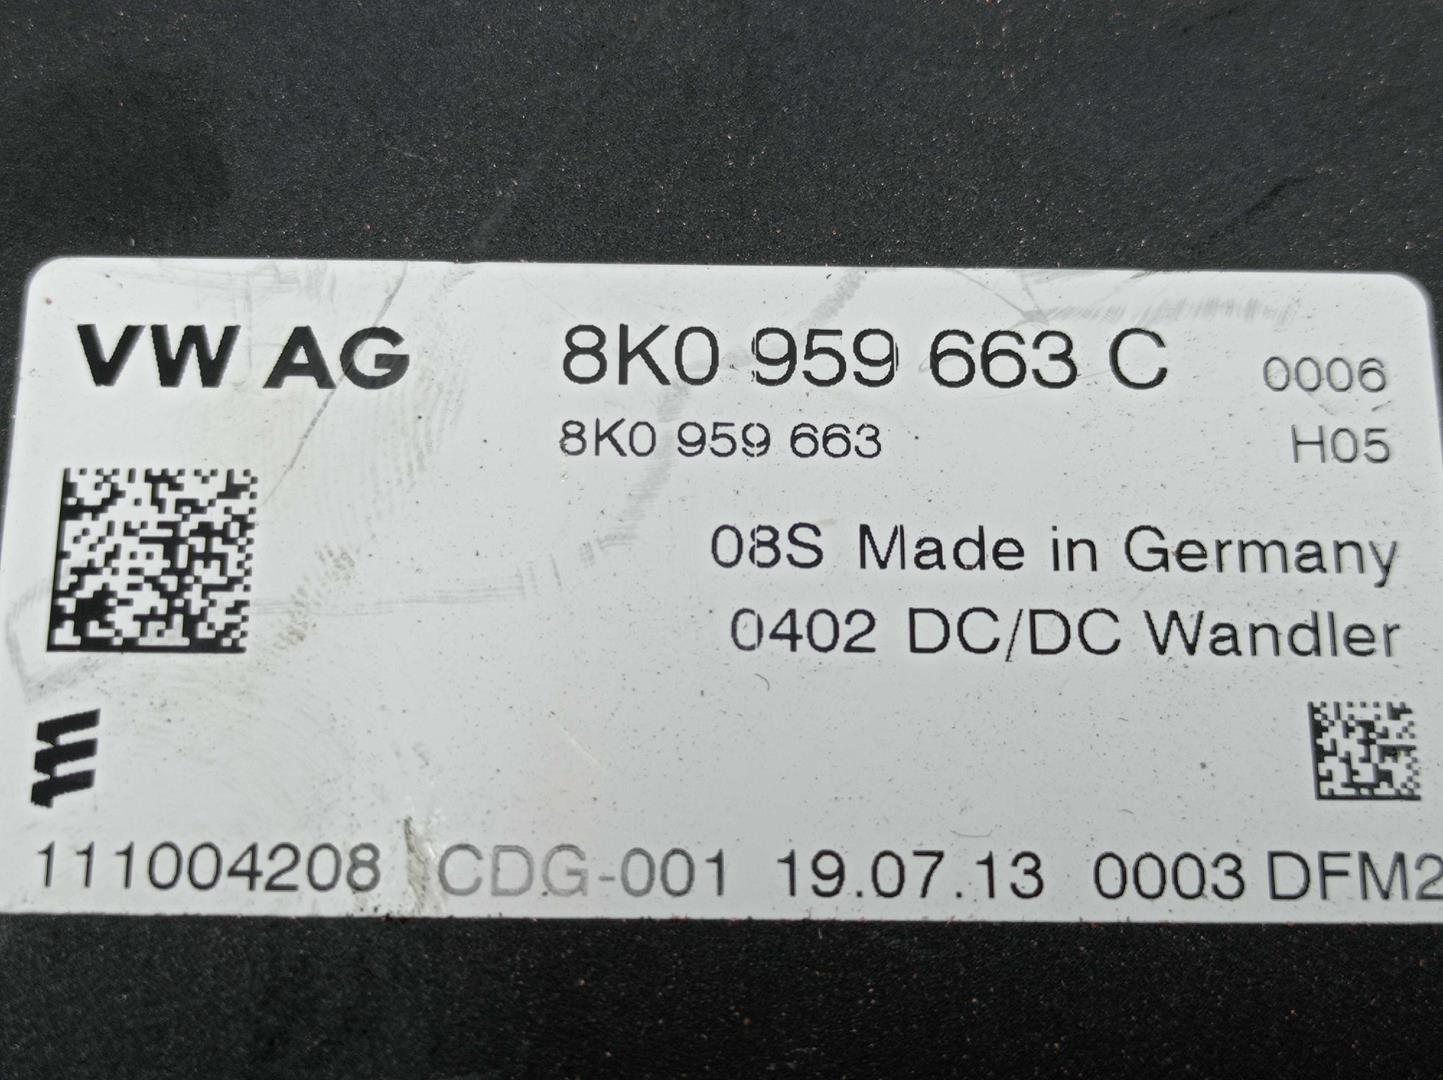 VW AG 8K0 959 663 C 0006
8K0 959 663 H05
08S Made in Germany
0402 DC/DC Wandler
111004208 CDG-001 19.07.13 0003 DFM2